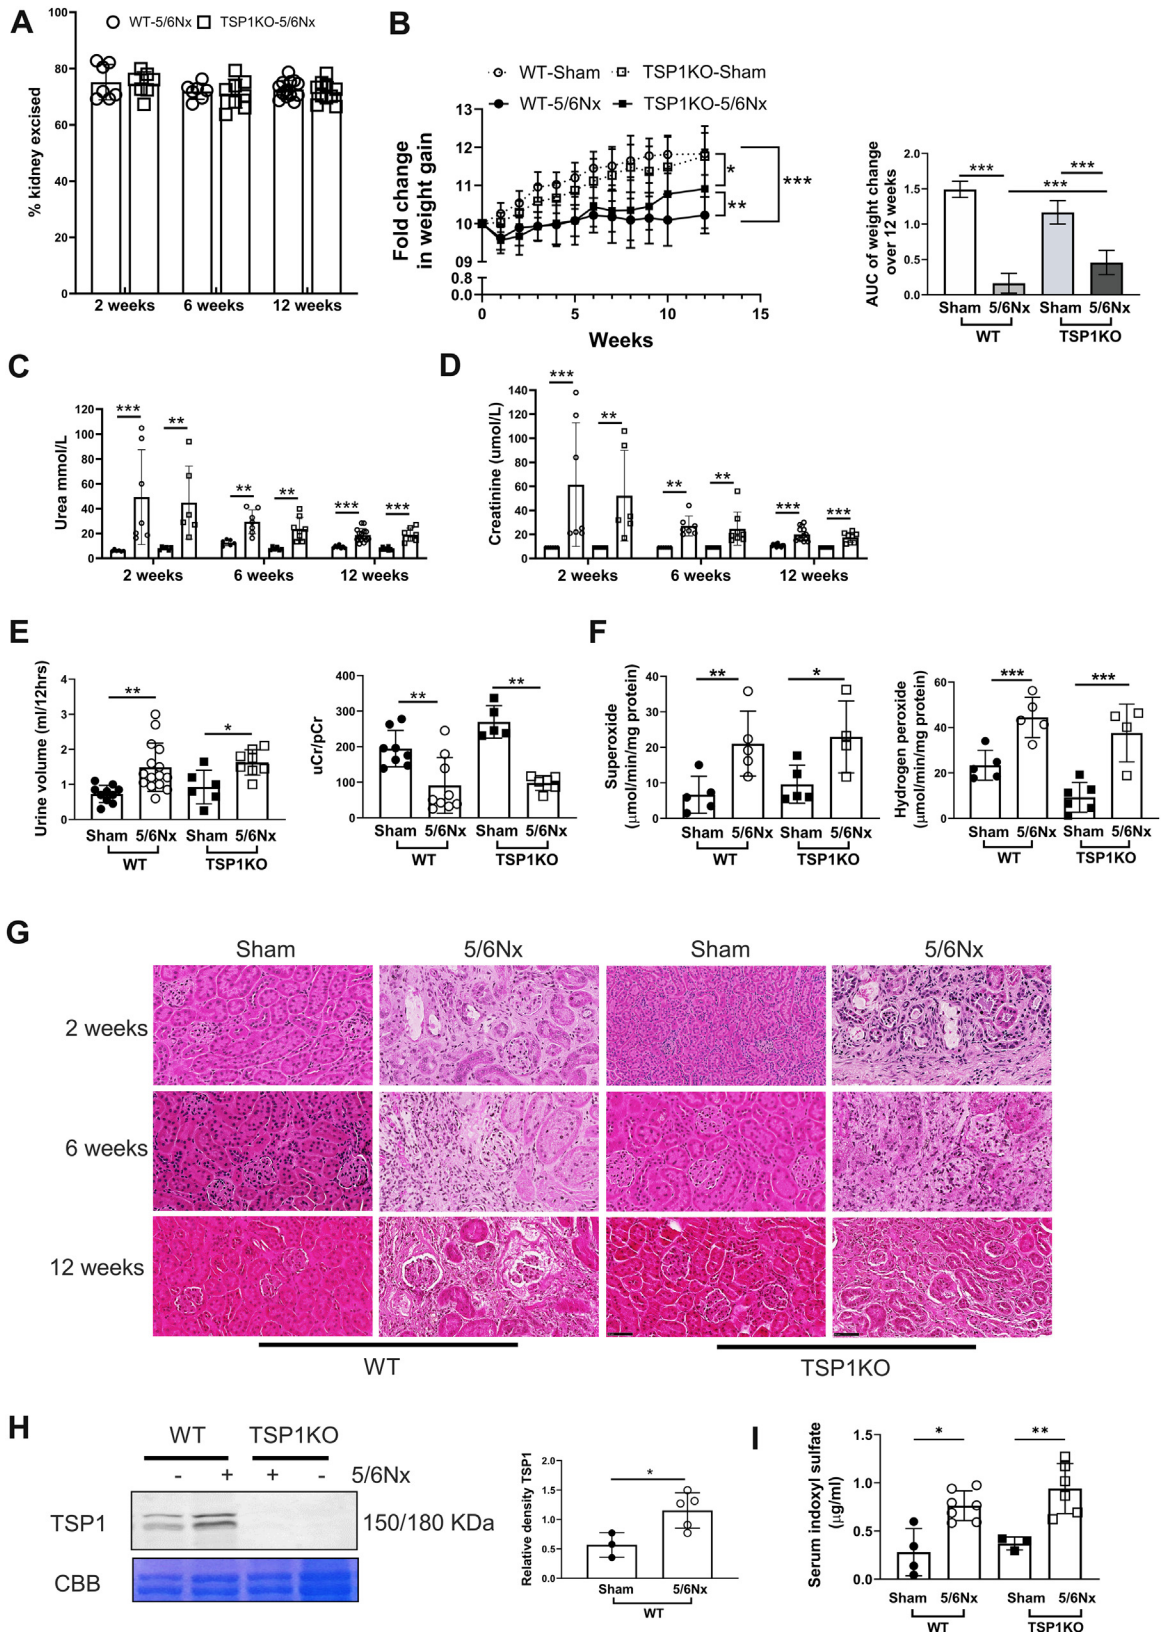 A
WT-5/6Nx TSP1KO-5/6Nx
% kidney excised
100
80
60
40
20
0
2 weeks 6 weeks 12 weeks
B
WT-Sham TSP1KO-Sham
WT-5/6Nx TSP1KO-5/6Nx
Fold change
in weight gain
13
12
11
10
09
0.8
0.0
0 5 10 15
Weeks
*
**
***
AUC of weight change
over 12 weeks
2.0
1.5
1.0
0.5
0.0
*** *** ***
Sham 5/6Nx Sham 5/6Nx
WT TSP1KO
C
Urea mmol/L
120
100
80
60
40
20
0
*** ** ** ** *** ***
2 weeks 6 weeks 12 weeks
D
Creatinine (umol/L)
140
120
100
80
60
40
20
0
*** ** ** ** *** ***
2 weeks 6 weeks 12 weeks
E
Urine volume (ml/12hrs)
4
3
2
1
0
** *
Sham 5/6Nx Sham 5/6Nx
WT TSP1KO
uCr/pCr
400
300
200
100
0
** **
Sham 5/6Nx Sham 5/6Nx
WT TSP1KO
F
Superoxide
(µmol/min/mg protein)
40
30
20
10
0
** *
Sham 5/6Nx Sham 5/6Nx
WT TSP1KO
Hydrogen peroxide
(µmol/min/mg protein)
60
40
20
0
*** ***
Sham 5/6Nx Sham 5/6Nx
WT TSP1KO
G
Sham 5/6Nx Sham 5/6Nx
2 weeks
6 weeks
12 weeks
WT TSP1KO
H
WT TSP1KO
- + + - 5/6Nx
TSP1 150/180 KDa
CBB
Relative density TSP1
2.0
1.5
1.0
0.5
0.0
*
Sham 5/6Nx
WT
I
Serum indoxyl sulfate
(µg/ml)
1.5
1.0
0.5
0.0
* **
Sham 5/6Nx Sham 5/6Nx
WT TSP1KO